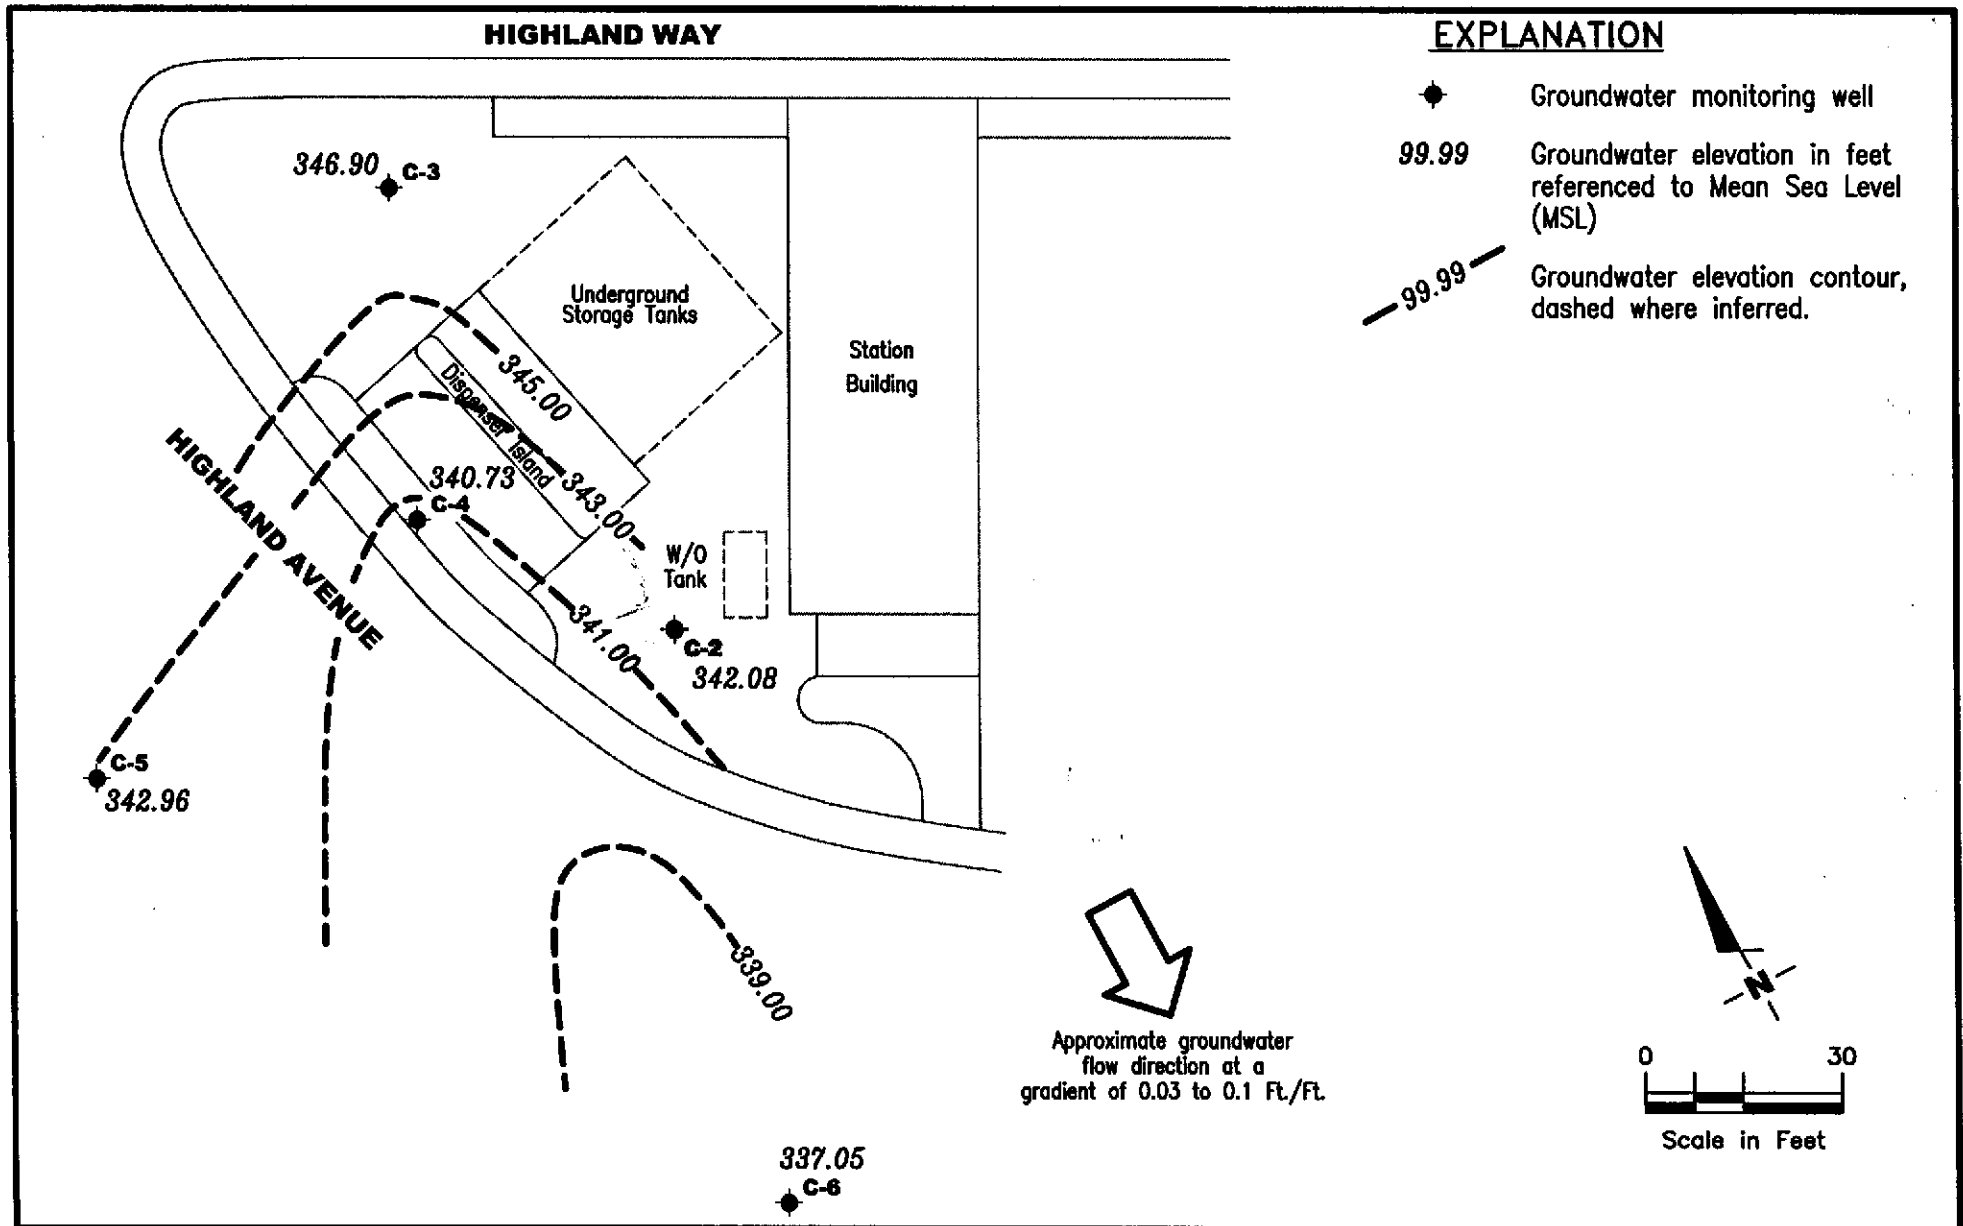 HIGHLAND WAY
EXPLANATION
Groundwater monitoring well
99.99
Groundwater elevation in feet
referenced to Mean Sea Level
(MSL)
99.99
Groundwater elevation contour,
dashed where inferred.
346.90
C-3
Underground
Storage Tanks
Station
Building
345.00
Dispenser Island
343.00
340.73
C-4
HIGHLAND AVENUE
W/O
Tank
341.00
C-2
342.08
C-5
342.96
339.00
Approximate groundwater
flow direction at a
gradient of 0.03 to 0.1 Ft./Ft.
N
0 30
Scale in Feet
337.05
C-6